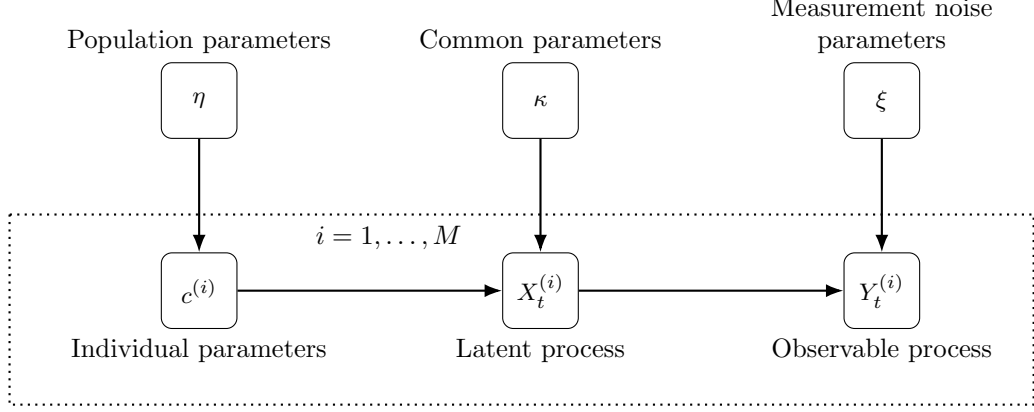 Population parameters
Common parameters
Measurement noise
parameters
η
κ
ξ
i = 1, . . . , M
c^{(i)}
X_t^{(i)}
Y_t^{(i)}
Individual parameters
Latent process
Observable process